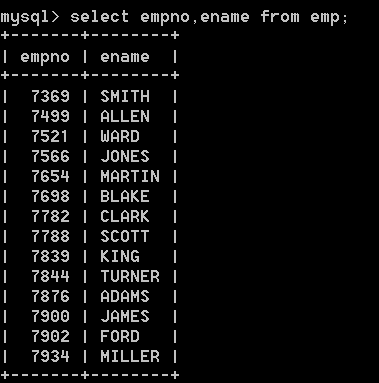 mysql> select empno,ename from emp;
+-------+--------+
| empno | ename  |
+-------+--------+
|  7369 | SMITH  |
|  7499 | ALLEN  |
|  7521 | WARD   |
|  7566 | JONES  |
|  7654 | MARTIN |
|  7698 | BLAKE  |
|  7782 | CLARK  |
|  7788 | SCOTT  |
|  7839 | KING   |
|  7844 | TURNER |
|  7876 | ADAMS  |
|  7900 | JAMES  |
|  7902 | FORD   |
|  7934 | MILLER |
+-------+--------+